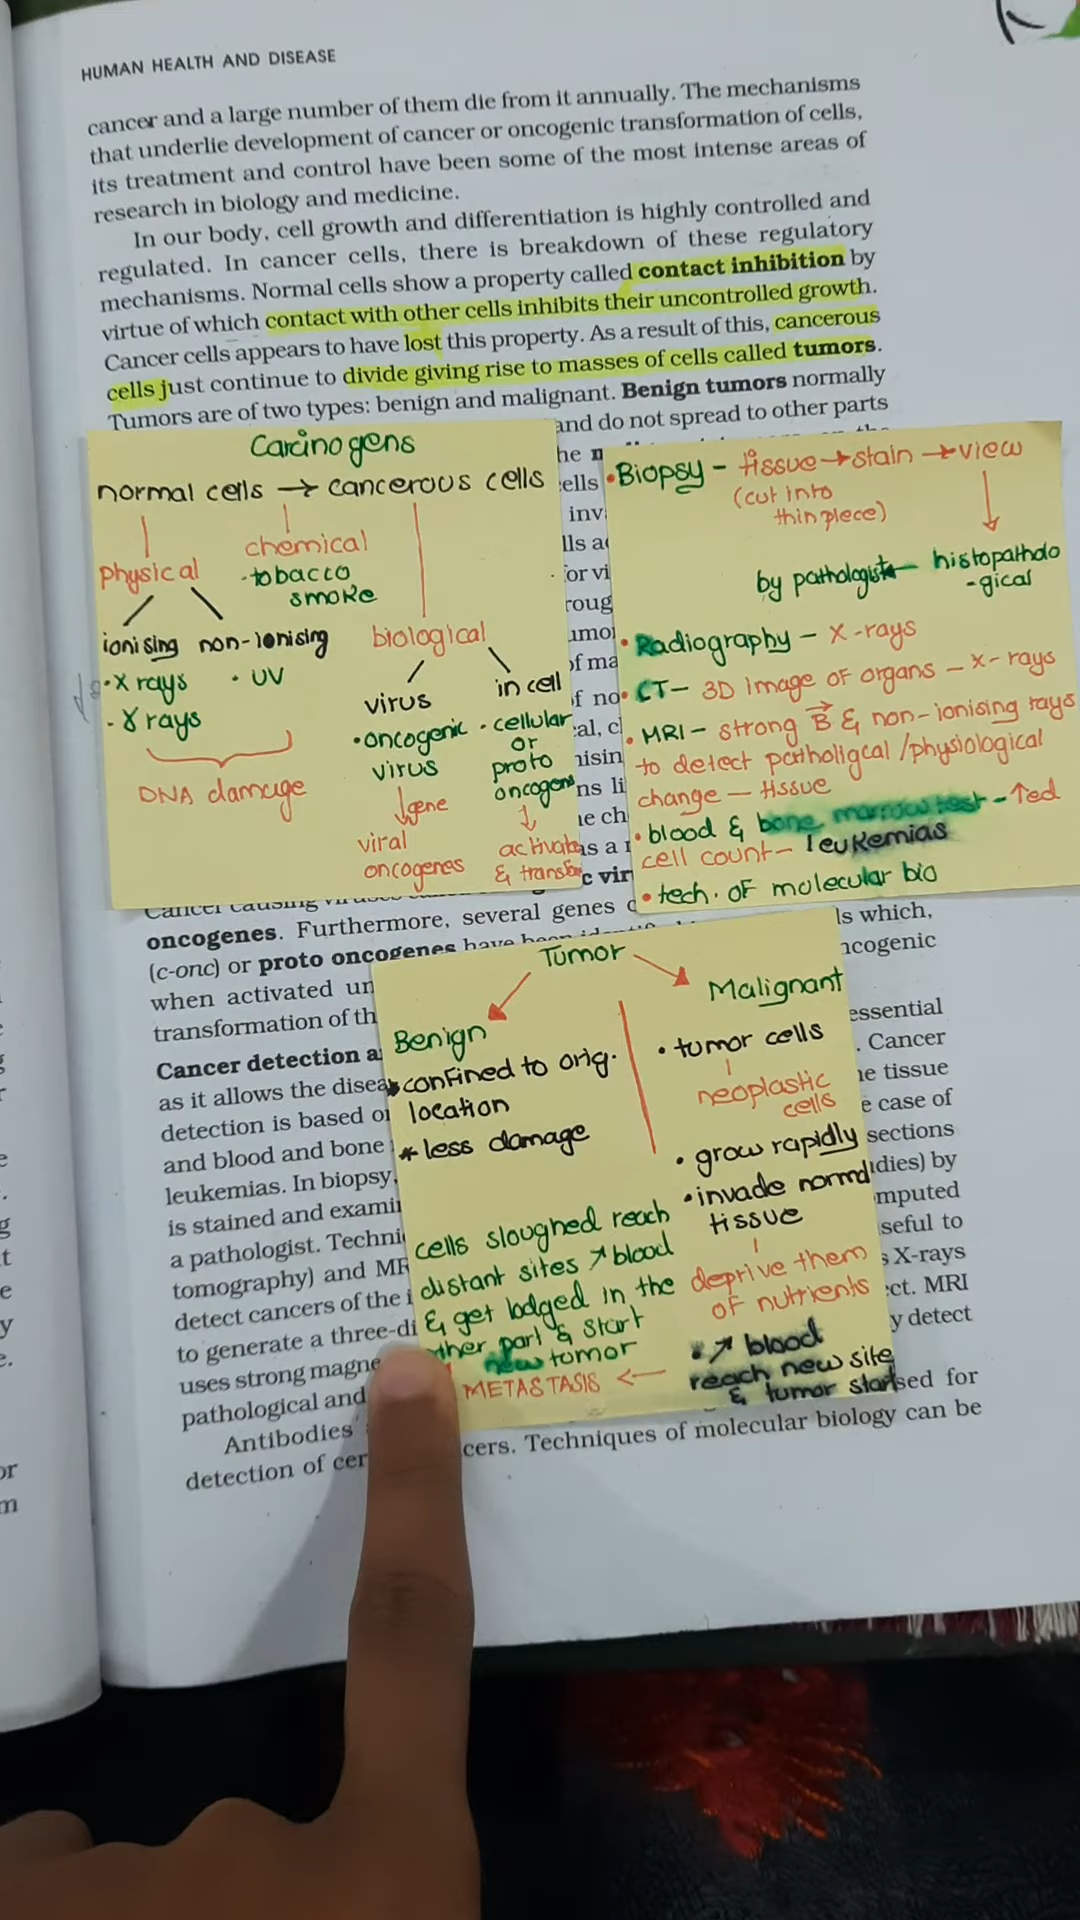 HUMAN HEALTH AND DISEASE
cancer and a large number of them die from it annually. The mechanisms
that underlie development of cancer or oncogenic transformation of cells,
its treatment and control have been some of the most intense areas of
research in biology and medicine.
In our body, cell growth and differentiation is highly controlled and
regulated. In cancer cells, there is breakdown of these regulatory
mechanisms. Normal cells show a property called contact inhibition by
virtue of which contact with other cells inhibits their uncontrolled growth.
Cancer cells appears to have lost this property. As a result of this, cancerous
cells just continue to divide giving rise to masses of cells called tumors.
Tumors are of two types: benign and malignant. Benign tumors normally
and do not spread to other parts
Carcinogens
normal cells → cancerous cells
physical
chemical
- tobacco
smoke
ionising non-ionising
• x rays • UV
- γ rays
DNA damage
biological
virus
• oncogenic
virus
gene
viral
oncogenes
in cell
• cellular
or
proto
oncogens
activate
& transfo
• Biopsy - tissue → stain → view
(cut into
thin piece)
histopatholo
-gical
by pathologist
• Radiography - X-rays
• CT - 3D image of organs - X-rays
• MRI - strong B & non-ionising rays
to detect patholigcal / physiological
change - tissue
• blood & bone marrow test - ↑ed
cell count - leukemias
• tech. of molecular bio
oncogenes. Furthermore, several genes
ls which,
(c-onc) or proto oncogenes have been
ncogenic
when activated un
transformation of th
Cancer detection a
essential
as it allows the disea
. Cancer
detection is based o
e tissue
and blood and bone
e case of
leukemias. In biopsy,
sections
is stained and exami
dies) by
a pathologist. Techni
mputed
tomography) and MR
seful to
detect cancers of the i
s X-rays
to generate a three-di
ct. MRI
uses strong magne
y detect
pathological and
Antibodies
sed for
detection of cer
cers. Techniques of molecular biology can be
Tumor
Benign
• confined to orig.
location
* less damage
Malignant
• tumor cells
neoplastic
cells
• grow rapidly
• invade normal
tissue
deprive them
of nutrients
• ↗ blood
reach new site
& tumor start
cells sloughed reach
distant sites ↗ blood
& get lodged in the
other part & start
new tumor
METASTASIS ←